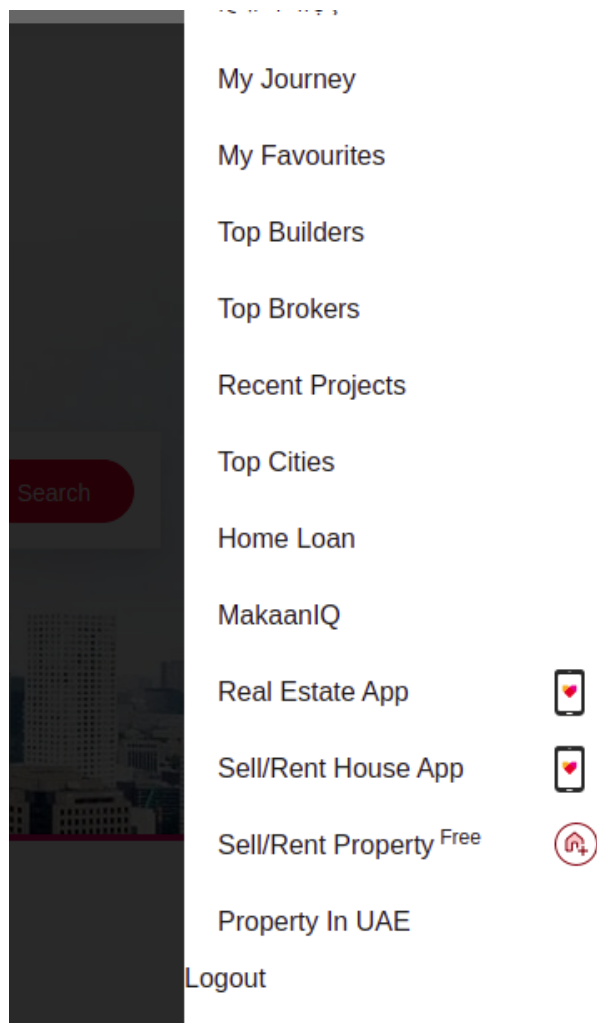 My Journey
My Favourites
Top Builders
Top Brokers
Recent Projects
Top Cities
Search
Home Loan
MakaanIQ
Real Estate App
Sell/Rent House App
Sell/Rent Property Free
Property In UAE
Logout